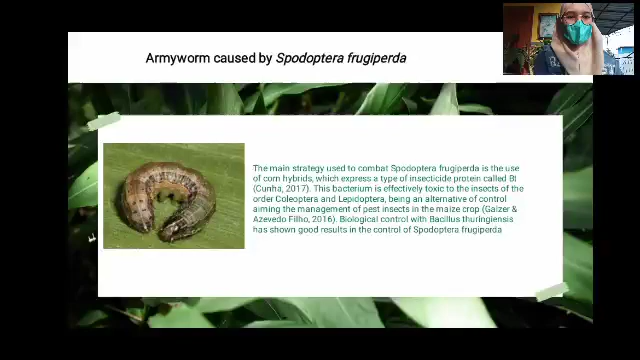 Armyworm caused by Spodoptera frugiperda
The main strategy used to combat Spodoptera frugiperda is the use
of corn hybrids, which express a type of insecticide protein called Bt
(Cunha, 2017). This bacterium is effectively toxic to the insects of the
order Coleoptera and Lepidoptera, being an alternative of control
aiming the management of pest insects in the maize crop (Galzer &
Azevedo Filho, 2016). Biological control with Bacillus thuringiensis
has shown good results in the control of Spodoptera frugiperda